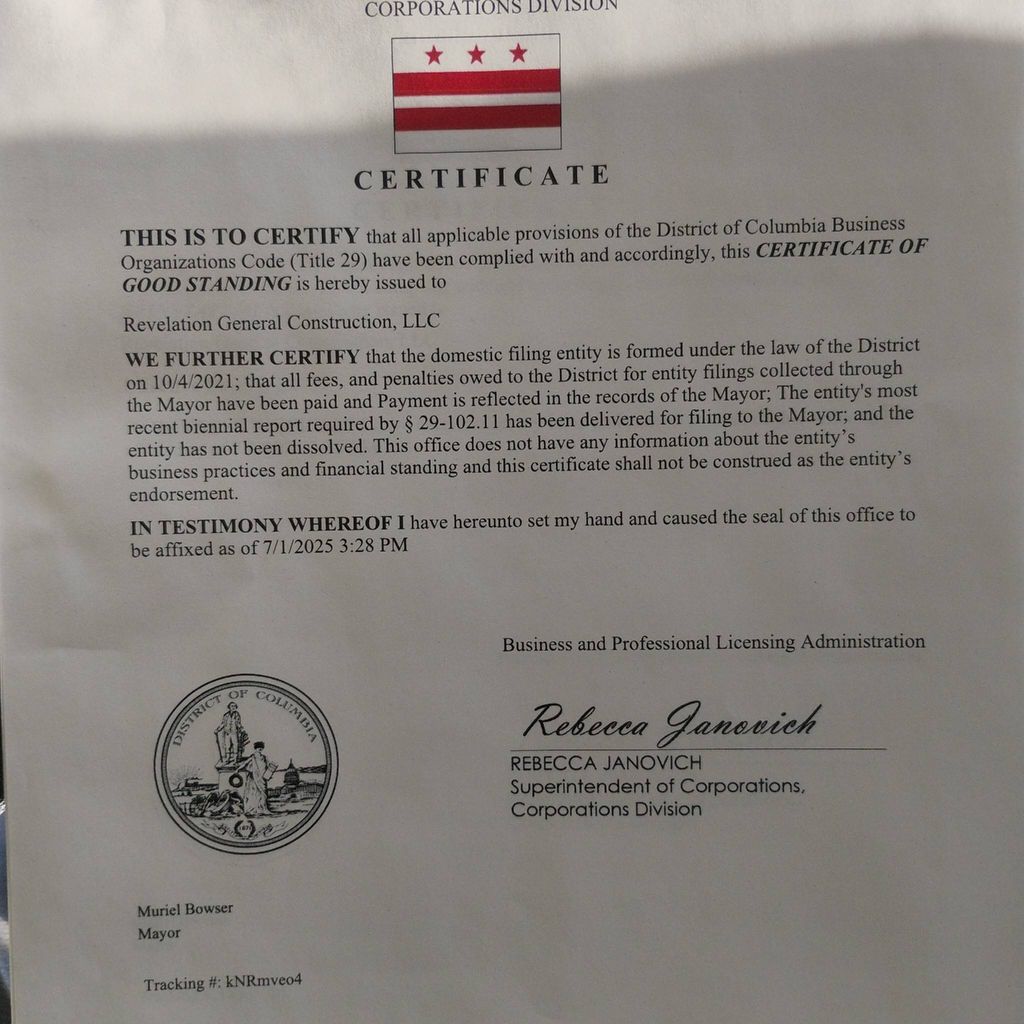 CORPORATIONS DIVISION
CERTIFICATE
THIS IS TO CERTIFY that all applicable provisions of the District of Columbia Business
Organizations Code (Title 29) have been complied with and accordingly, this CERTIFICATE OF
GOOD STANDING is hereby issued to
Revelation General Construction, LLC
WE FURTHER CERTIFY that the domestic filing entity is formed under the law of the District
on 10/4/2021; that all fees, and penalties owed to the District for entity filings collected through
the Mayor have been paid and Payment is reflected in the records of the Mayor; The entity's most
recent biennial report required by § 29-102.11 has been delivered for filing to the Mayor; and the
entity has not been dissolved. This office does not have any information about the entity’s
business practices and financial standing and this certificate shall not be construed as the entity’s
endorsement.
IN TESTIMONY WHEREOF I have hereunto set my hand and caused the seal of this office to
be affixed as of 7/1/2025 3:28 PM
Business and Professional Licensing Administration
DISTRICT OF COLUMBIA
Rebecca Janovich
REBECCA JANOVICH
Superintendent of Corporations,
Corporations Division
Muriel Bowser
Mayor
Tracking #: kNRmveo4